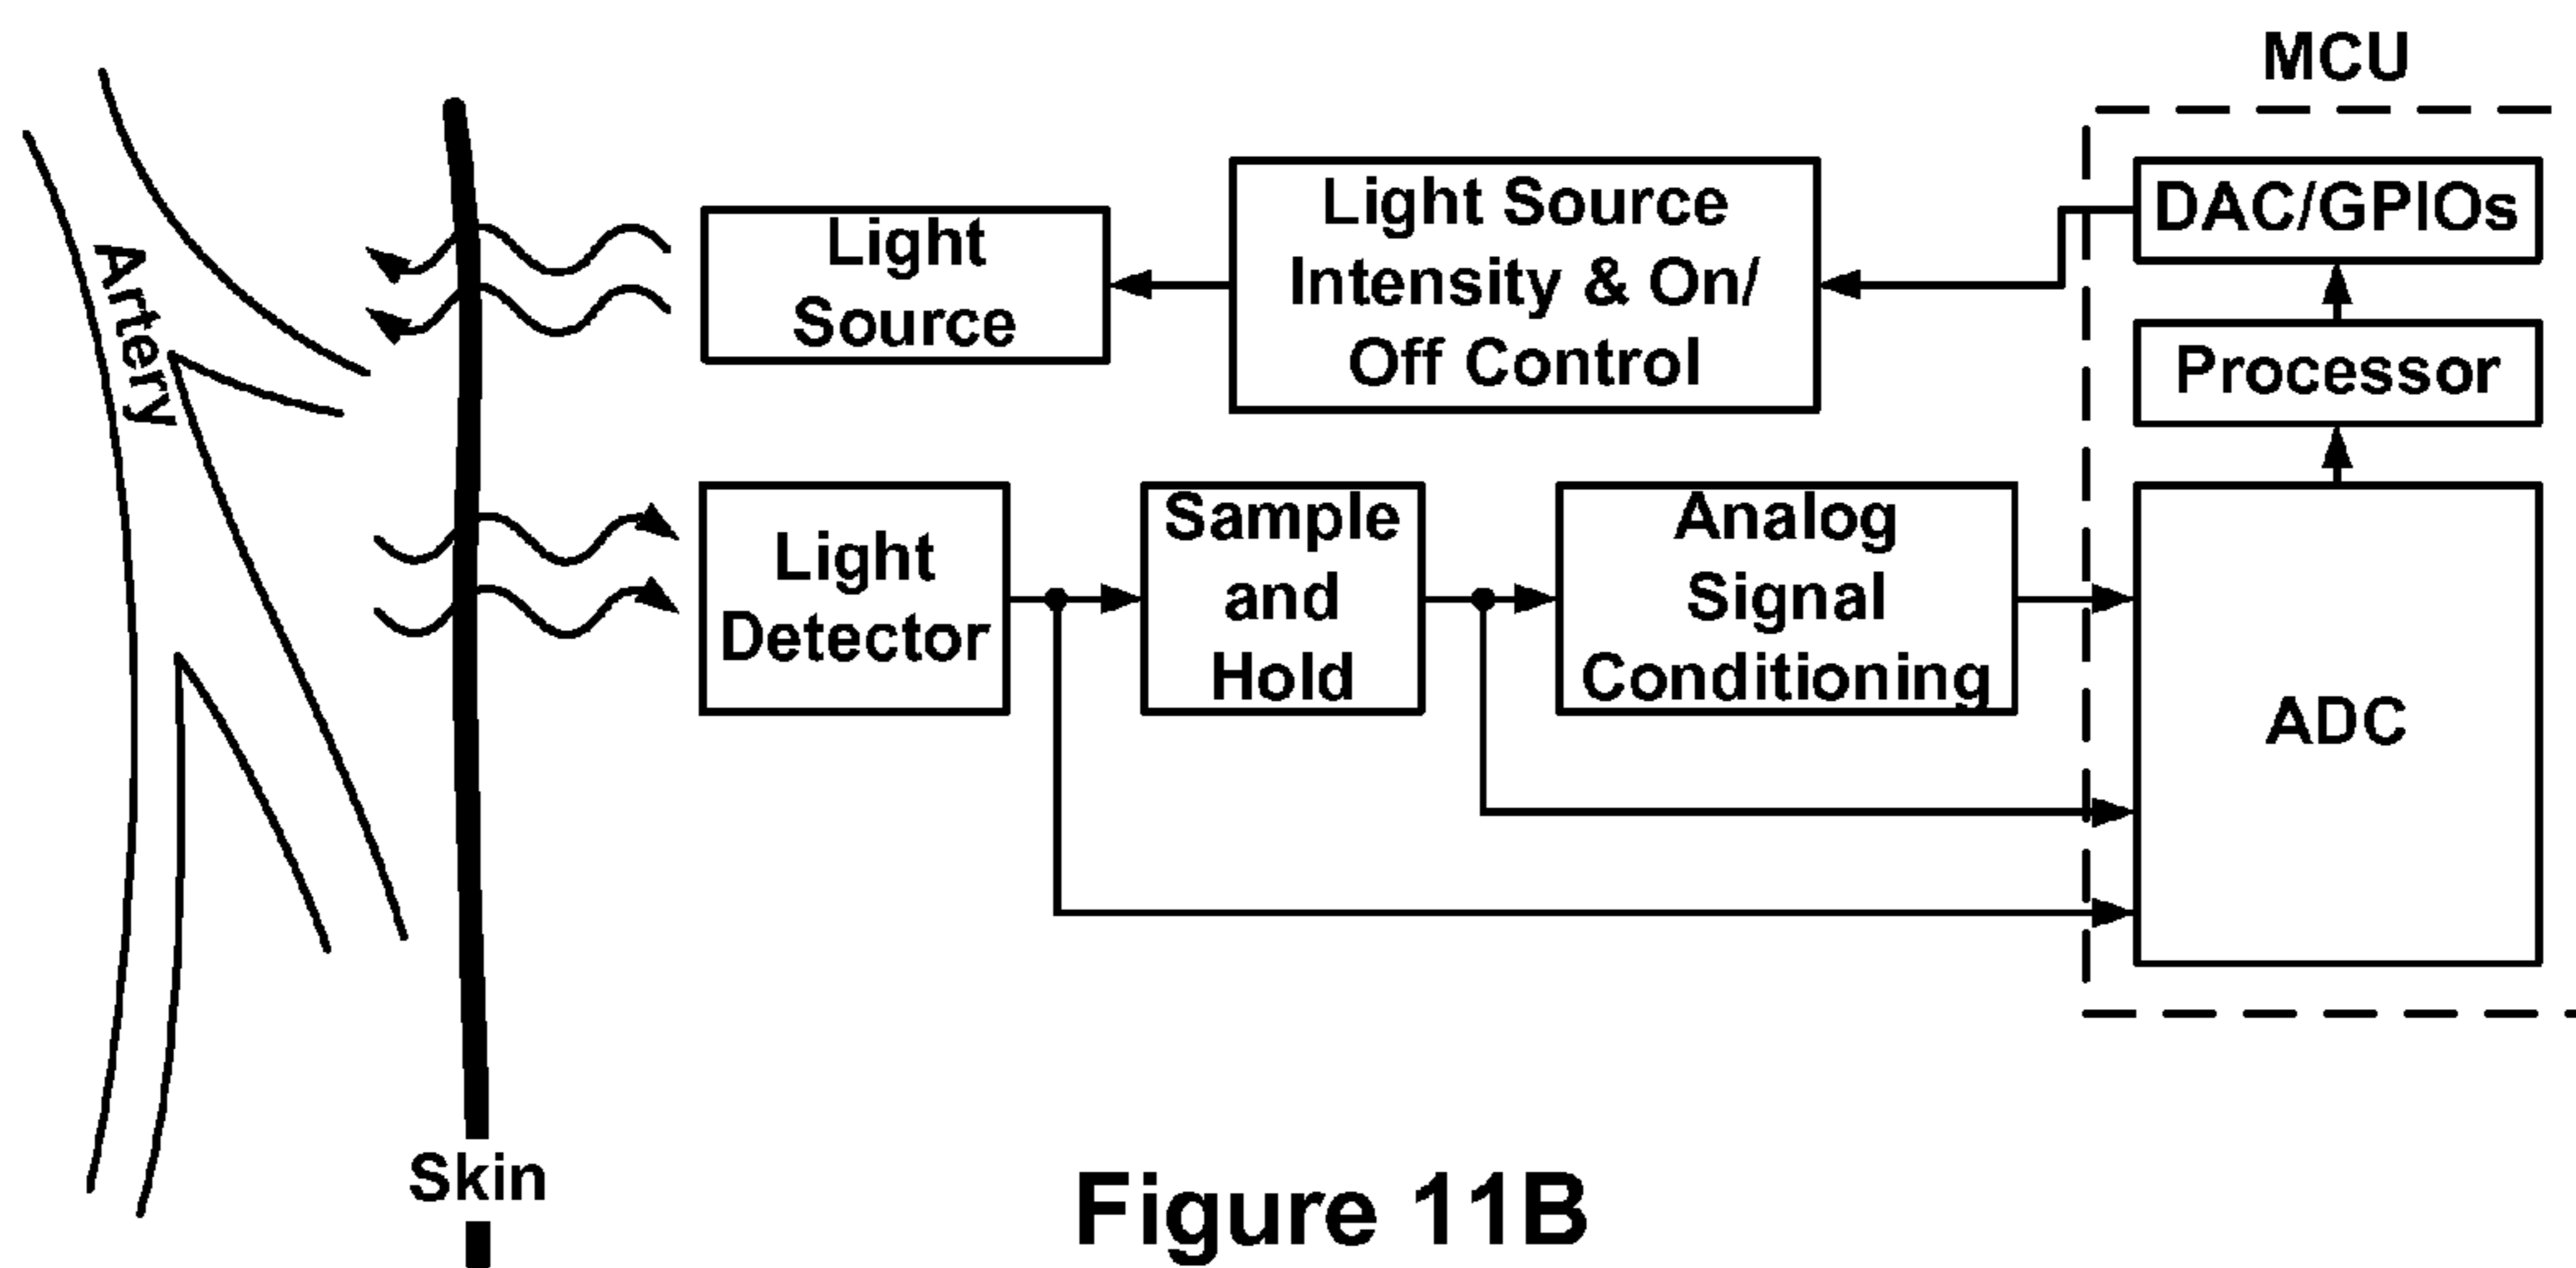 MCU
Artery
Light
Source
Light Source
Intensity & On/
Off Control
DAC/GPIOs
Processor
Light
Detector
Sample
and
Hold
Analog
Signal
Conditioning
ADC
Skin
Figure 11B